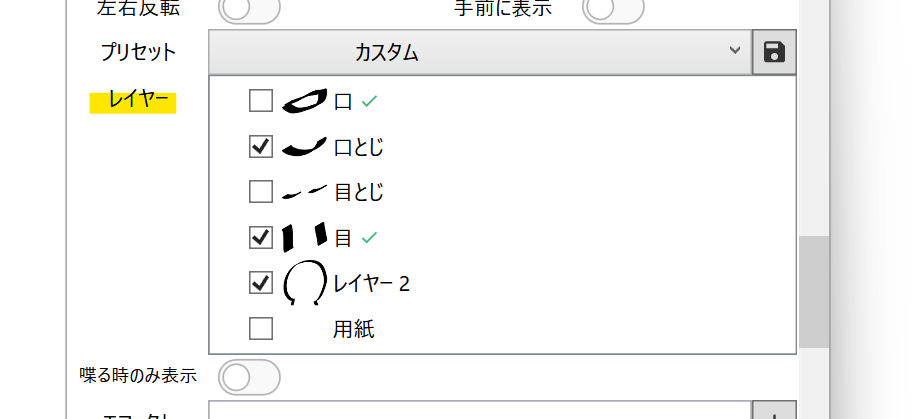 左右反転 手前に表示
プリセット カスタム
レイヤー
口
口とじ
目とじ
目
レイヤー 2
用紙
喋る時のみ表示